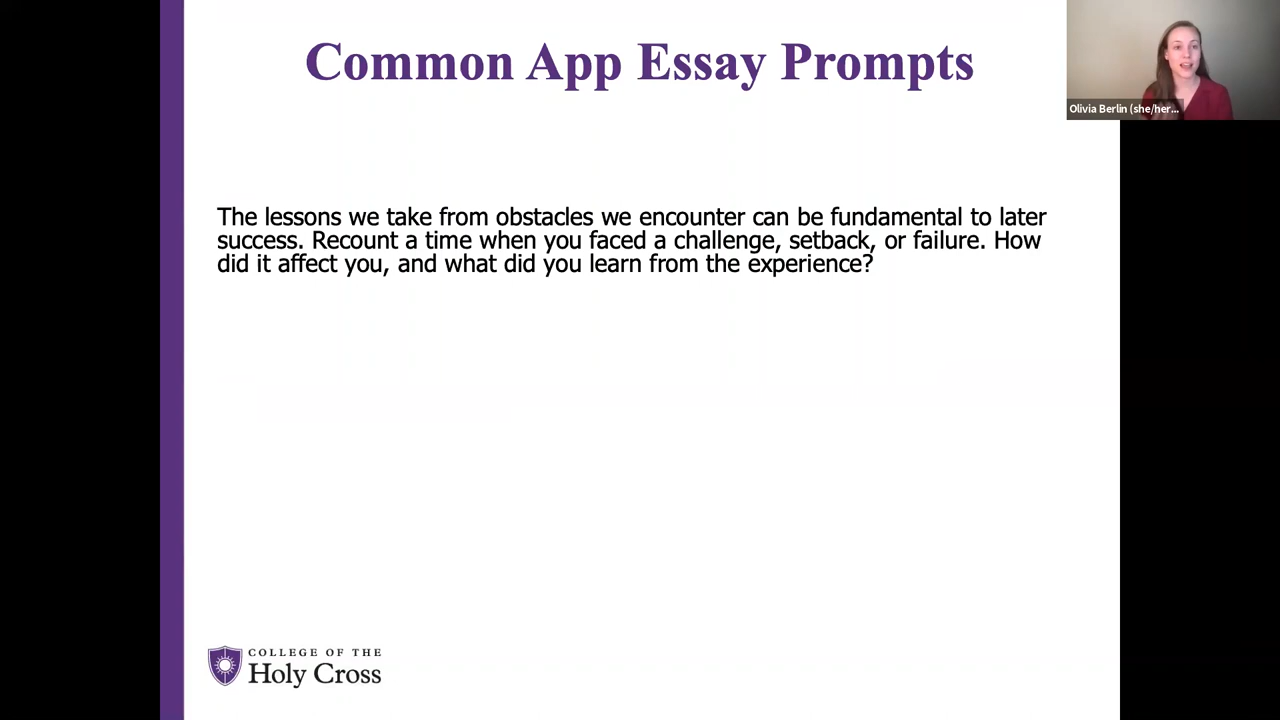 Common App Essay Prompts
Olivia Berlin (she/her...
The lessons we take from obstacles we encounter can be fundamental to later
success. Recount a time when you faced a challenge, setback, or failure. How
did it affect you, and what did you learn from the experience?
COLLEGE OF THE
Holy Cross